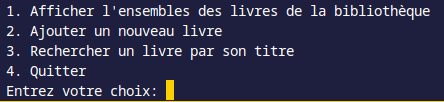 1. Afficher l'ensembles des livres de la bibliothèque
2. Ajouter un nouveau livre
3. Rechercher un livre par son titre
4. Quitter
Entrez votre choix: